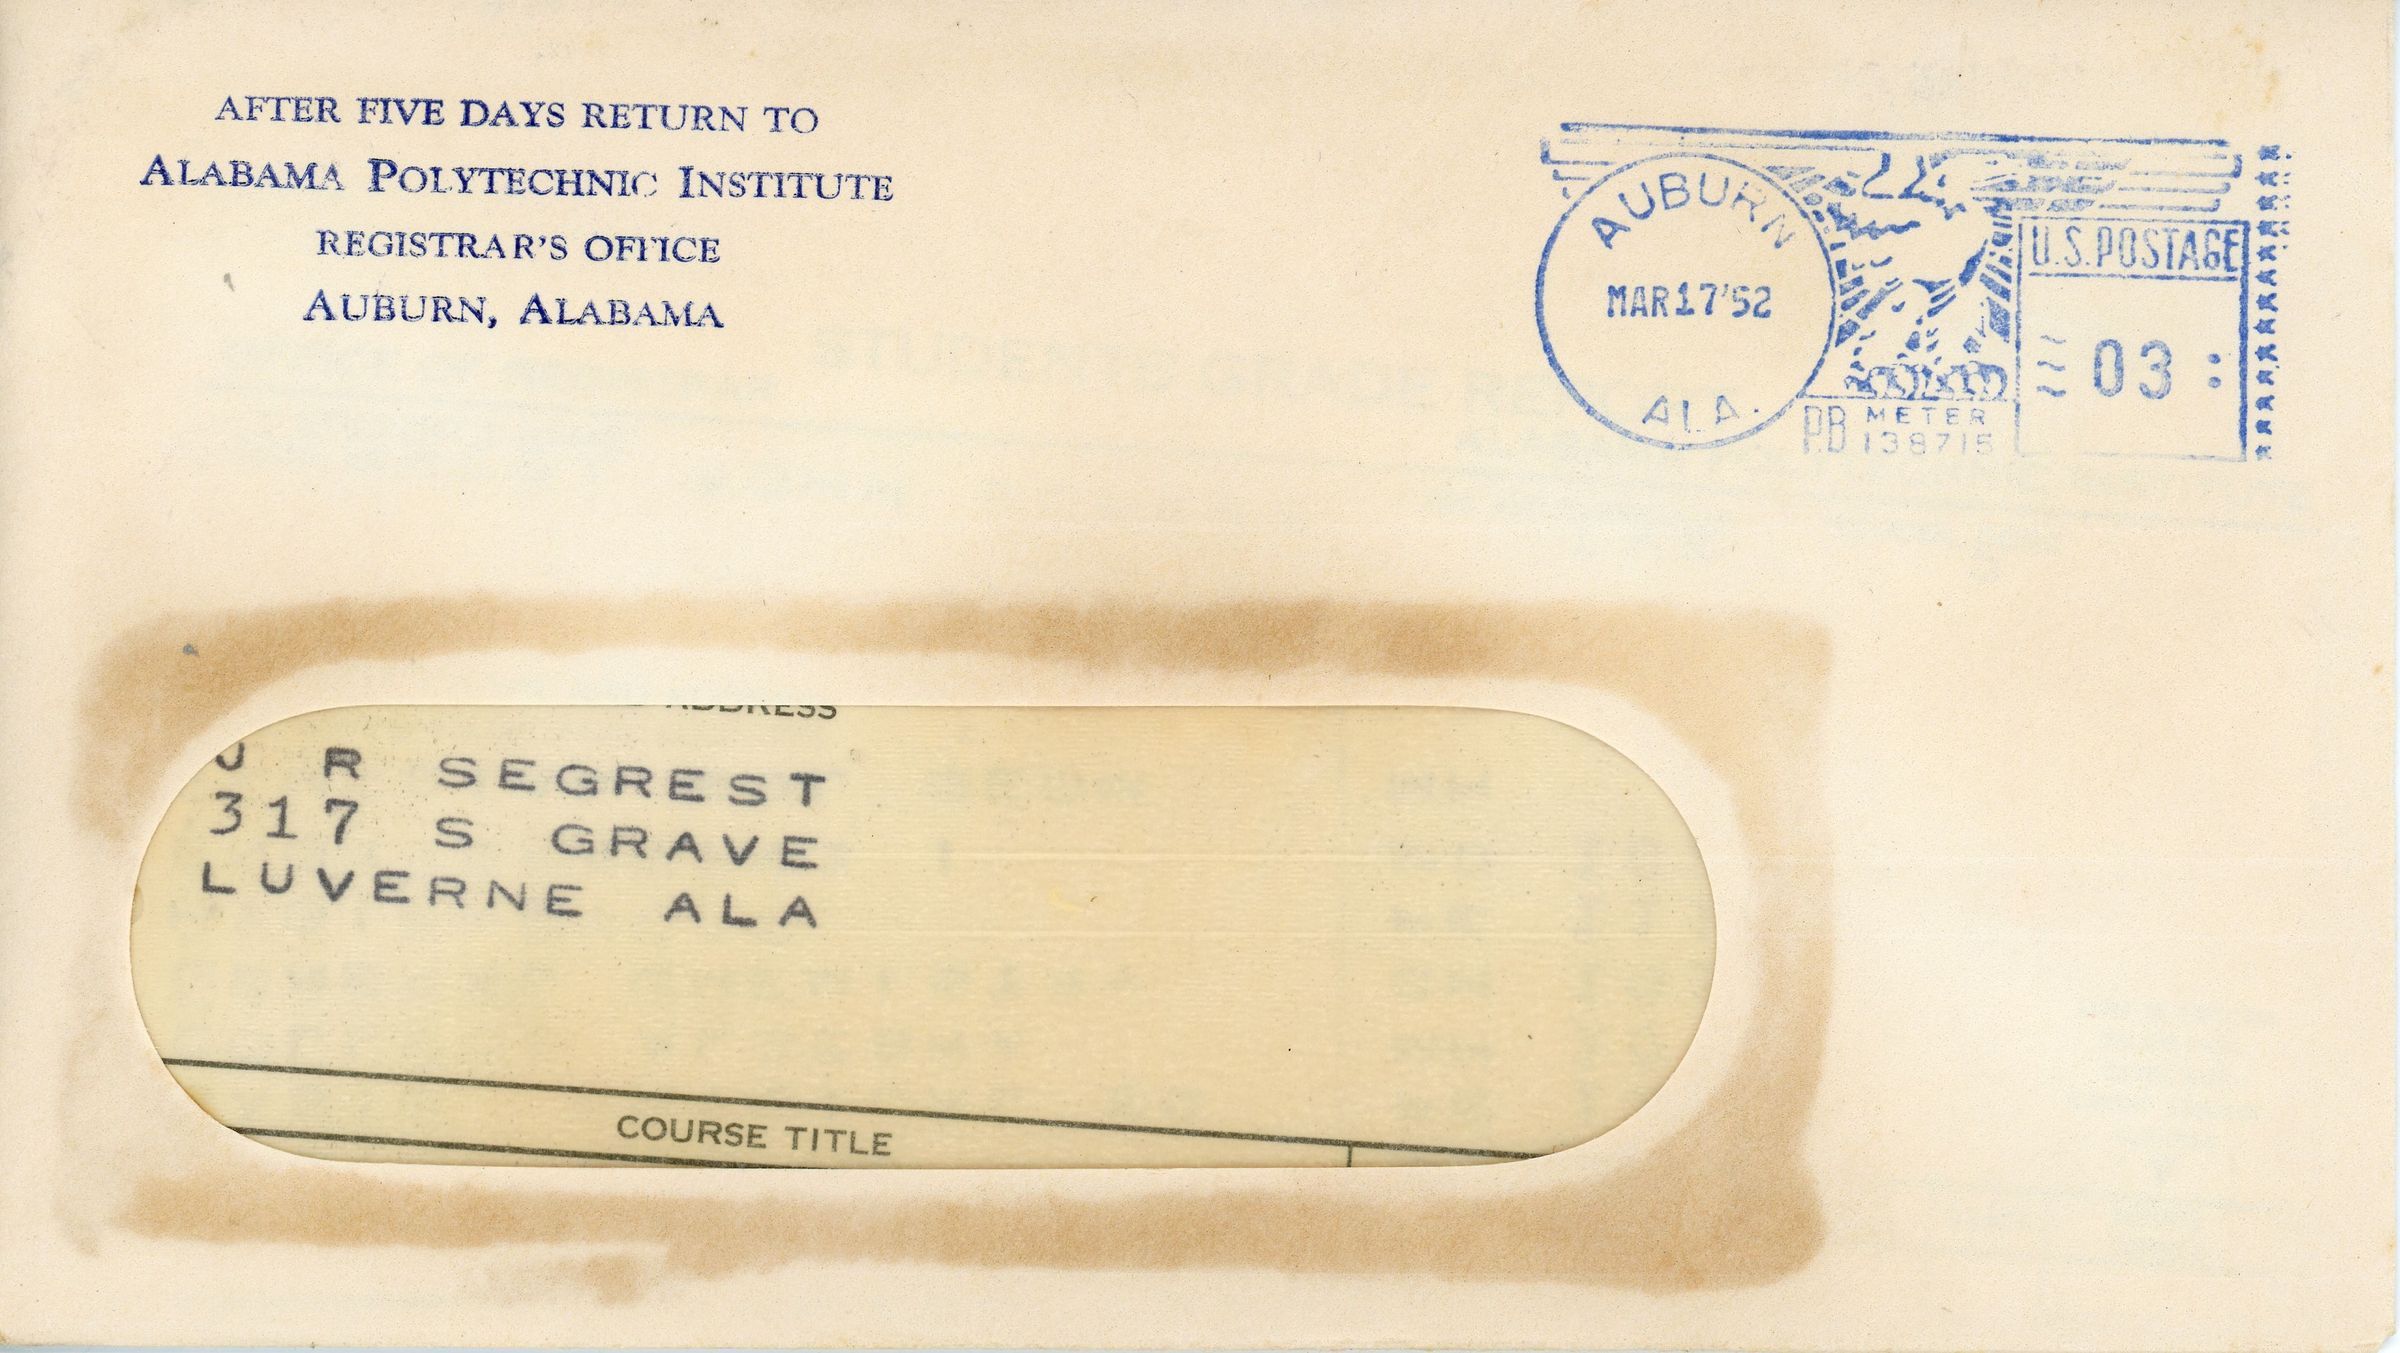 AFTER FIVE DAYS RETURN TO
ALABAMA POLYTECHNIC INSTITUTE
REGISTRAR'S OFFICE
AUBURN, ALABAMA
AUBURN
MAR 17 '52
ALA.
U.S. POSTAGE
03
PB METER
138715
ADDRESS
J R SEGREST
317 S GRAVE
LUVERNE ALA
COURSE TITLE